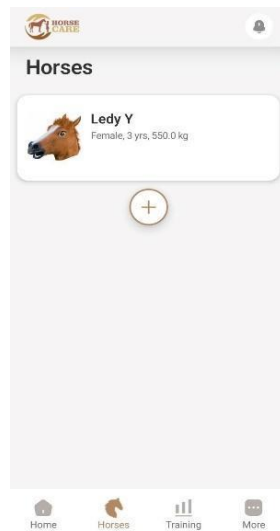 HORSE
CARE
Horses
Ledy Y
Female, 3 yrs, 550.0 kg
Home
Horses
Training
More